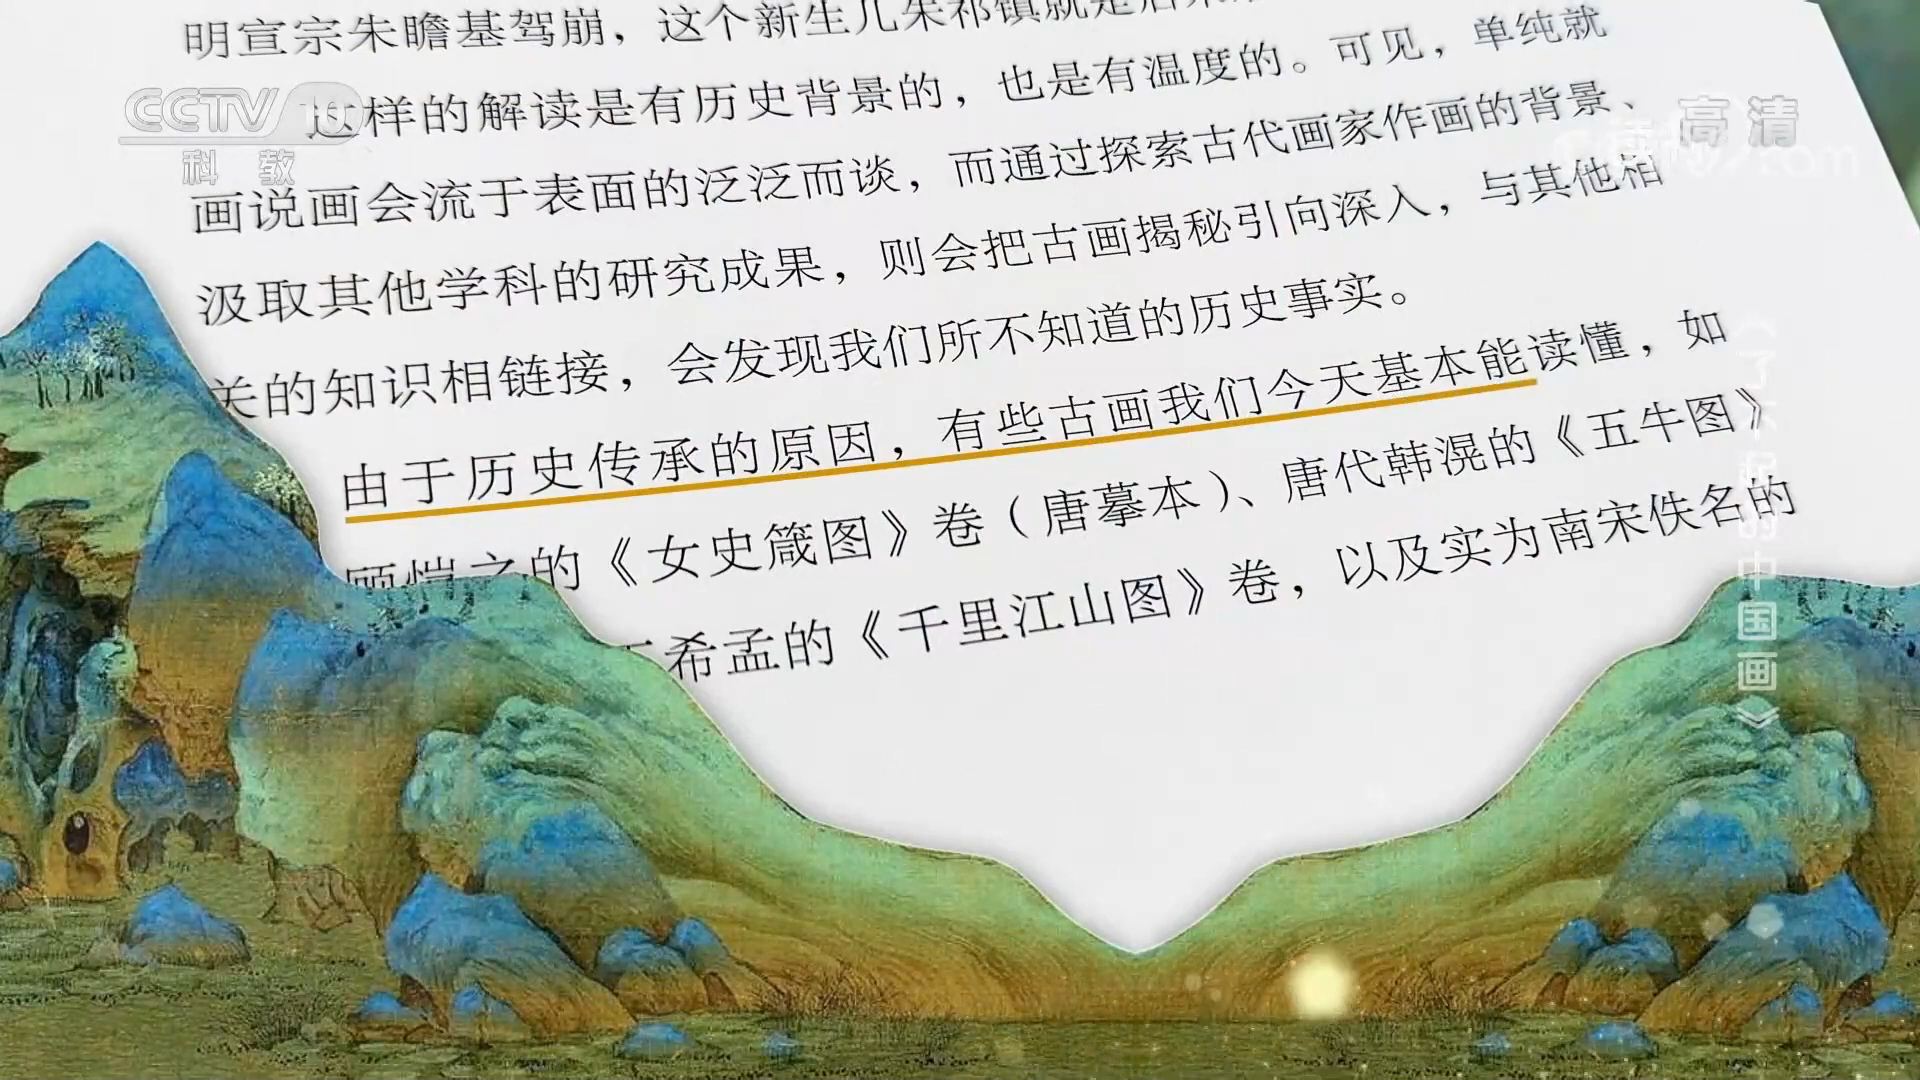 明宣宗朱瞻基驾崩，这个新生儿朱祁镇就是后来
这样的解读是有历史背景的，也是有温度的。可见，单纯就
画说画会流于表面的泛泛而谈，而通过探索古代画家作画的背景、
汲取其他学科的研究成果，则会把古画揭秘引向深入，与其他相
关的知识相链接，会发现我们所不知道的历史事实。
由于历史传承的原因，有些古画我们今天基本能读懂，如
顾恺之的《女史箴图》卷（唐摹本）、唐代韩滉的《五牛图》
希孟的《千里江山图》卷，以及实为南宋佚名的
CCTV 10
科教
高清
《了不起的中国画》